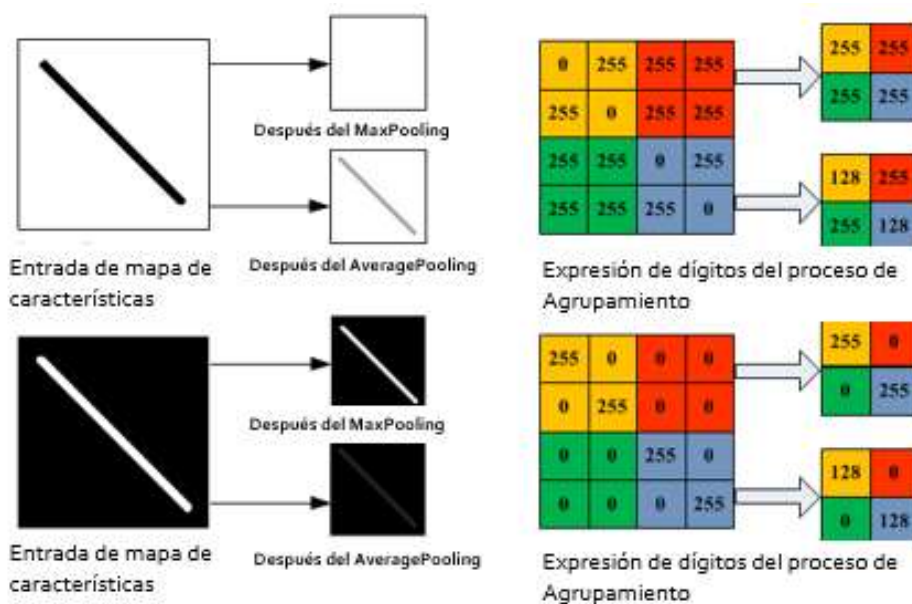 Después del MaxPooling
Después del AveragePooling
Entrada de mapa de
características
0 255 255 255
255 0 255 255
255 255 0 255
255 255 255 0
255 255
255 255
128 255
255 128
Expresión de dígitos del proceso de
Agrupamiento
Después del MaxPooling
Después del AveragePooling
Entrada de mapa de
características
255 0 0 0
0 255 0 0
0 0 255 0
0 0 0 255
255 0
0 255
128 0
0 128
Expresión de dígitos del proceso de
Agrupamiento